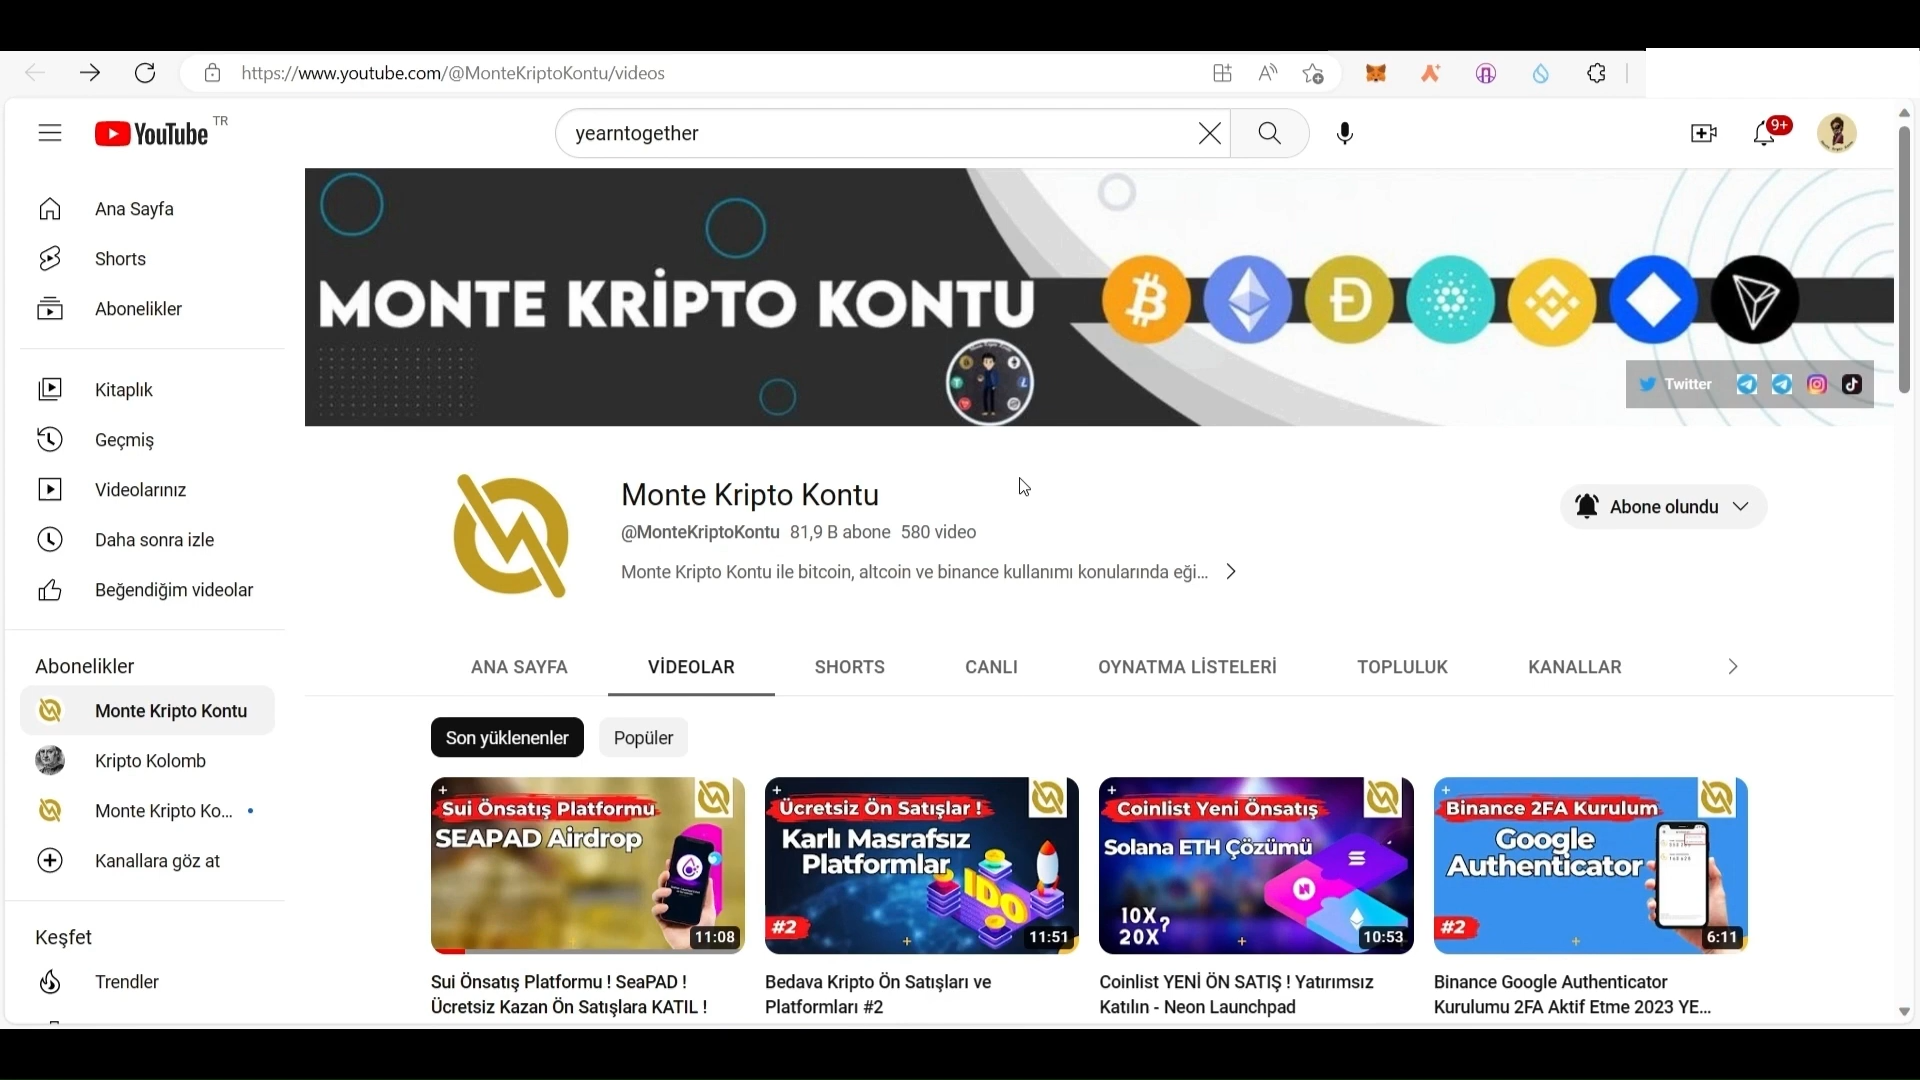 https://www.youtube.com/@MonteKriptoKontu/videos
YouTube TR
yearntogether
9+
Ana Sayfa
Shorts
Abonelikler
Kitaplık
Geçmiş
Videolarınız
Daha sonra izle
Beğendiğim videolar
Abonelikler
Monte Kripto Kontu
Kripto Kolomb
Monte Kripto Ko...
Kanallara göz at
Keşfet
Trendler
MONTE KRİPTO KONTU
Twitter
Monte Kripto Kontu
@MonteKriptoKontu 81,9 B abone 580 video
Monte Kripto Kontu ile bitcoin, altcoin ve binance kullanımı konularında eği...
Abone olundu
ANA SAYFA VİDEOLAR SHORTS CANLI OYNATMA LİSTELERİ TOPLULUK KANALLAR
Son yüklenenler Popüler
Sui Önsatış Platformu
SEAPAD Airdrop
11:08
Sui Önsatış Platformu ! SeaPAD !
Ücretsiz Kazan Ön Satışlara KATIL !
Ücretsiz Ön Satışlar !
Karlı Masrafsız
Platformlar
IDO
#2
11:51
Bedava Kripto Ön Satışları ve
Platformları #2
Coinlist Yeni Önsatış
Solana ETH Çözümü
10X
20X?
10:53
Coinlist YENİ ÖN SATIŞ ! Yatırımsız
Katılın - Neon Launchpad
Binance 2FA Kurulum
Google
Authenticator
#2
6:11
Binance Google Authenticator
Kurulumu 2FA Aktif Etme 2023 YE...